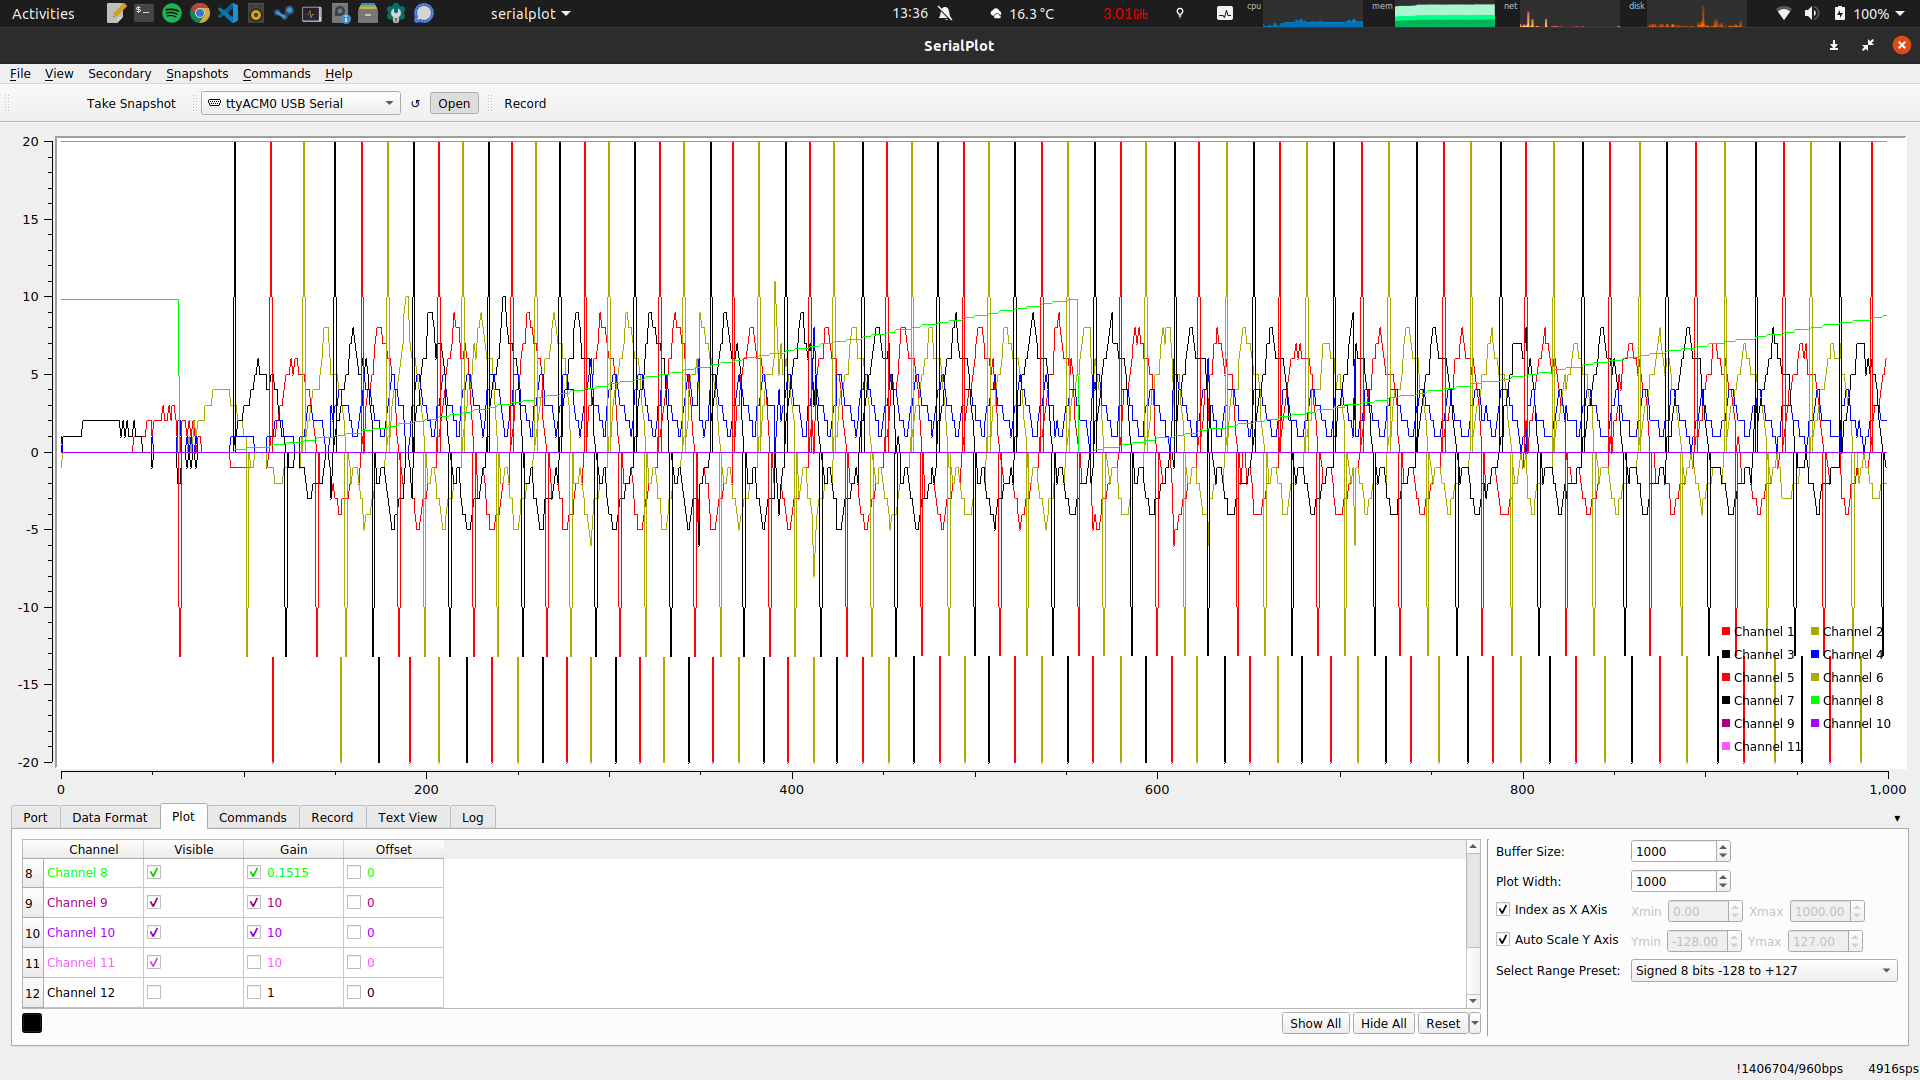 Activities serialplot 13:36 16.3 °C 3.01GHz cpu mem net disk 100%
SerialPlot
File View Secondary Snapshots Commands Help
Take Snapshot ttyACM0 USB Serial Open Record
20
15
10
5
0
-5
-10
-15
-20
Channel 1 Channel 2
Channel 3 Channel 4
Channel 5 Channel 6
Channel 7 Channel 8
Channel 9 Channel 10
Channel 11
0 200 400 600 800 1,000
Port Data Format Plot Commands Record Text View Log
Channel Visible Gain Offset
8 Channel 8 0.1515 0
9 Channel 9 10 0
10 Channel 10 10 0
11 Channel 11 10 0
12 Channel 12 1 0
Show All Hide All Reset
Buffer Size: 1000
Plot Width: 1000
Index as X AXis Xmin 0.00 Xmax 1000.00
Auto Scale Y Axis Ymin -128.00 Ymax 127.00
Select Range Preset: Signed 8 bits -128 to +127
!1406704/960bps 4916sps